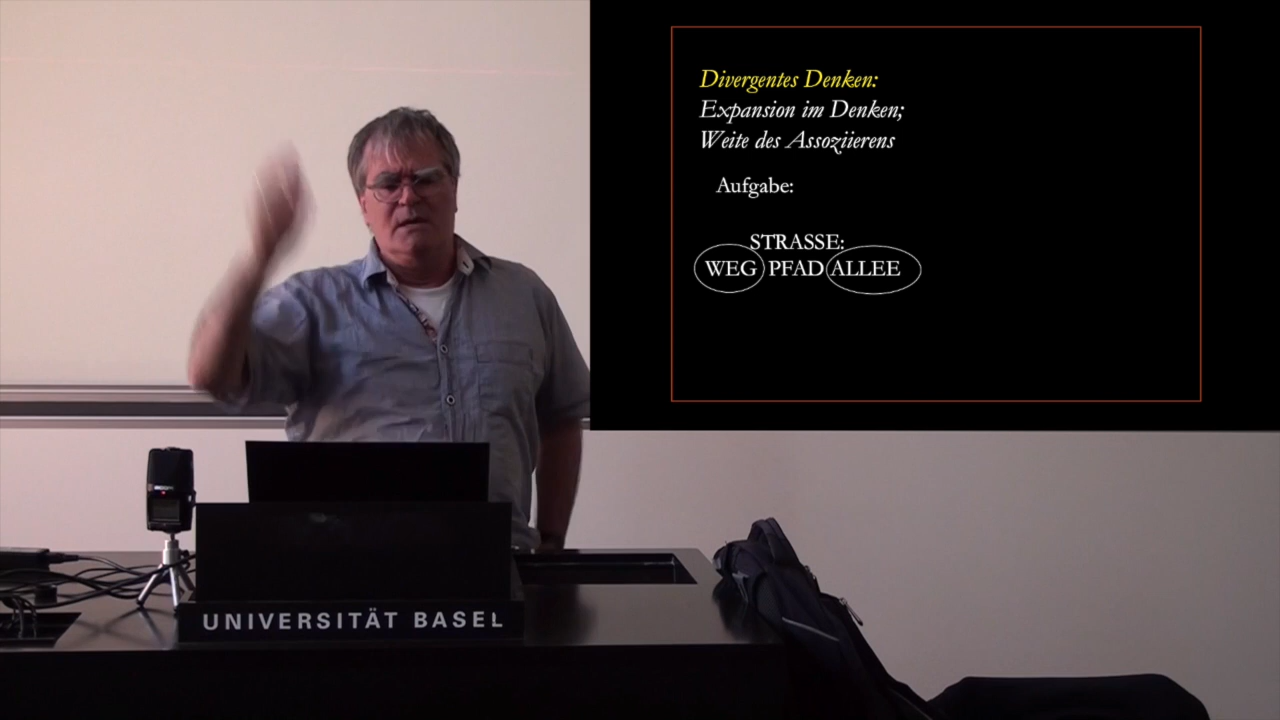 Divergentes Denken:
Expansion im Denken;
Weite des Assoziierens
Aufgabe:
STRASSE:
WEG PFAD ALLEE
UNIVERSITÄT BASEL